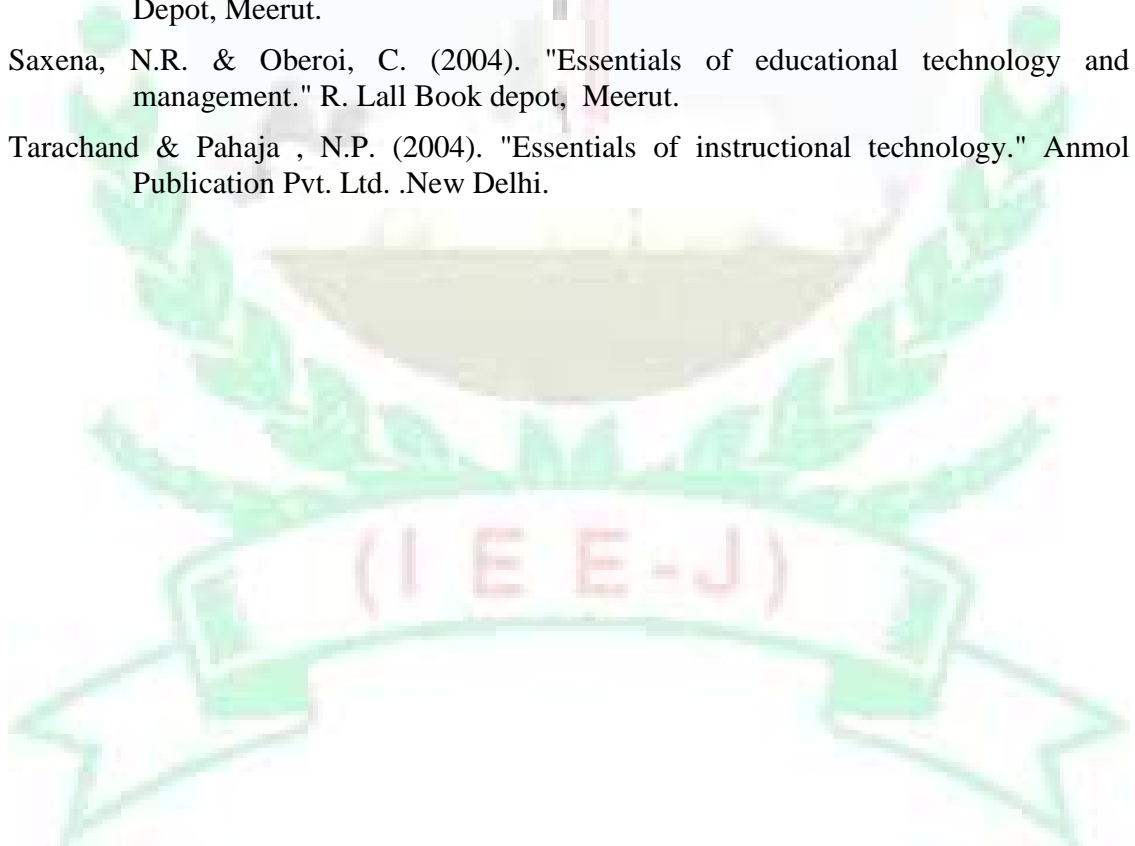 Depot, Meerut.
Saxena, N.R. & Oberoi, C. (2004). "Essentials of educational technology and
management." R. Lall Book depot, Meerut.
Tarachand & Pahaja , N.P. (2004). "Essentials of instructional technology." Anmol
Publication Pvt. Ltd. .New Delhi.
(I E E - J)